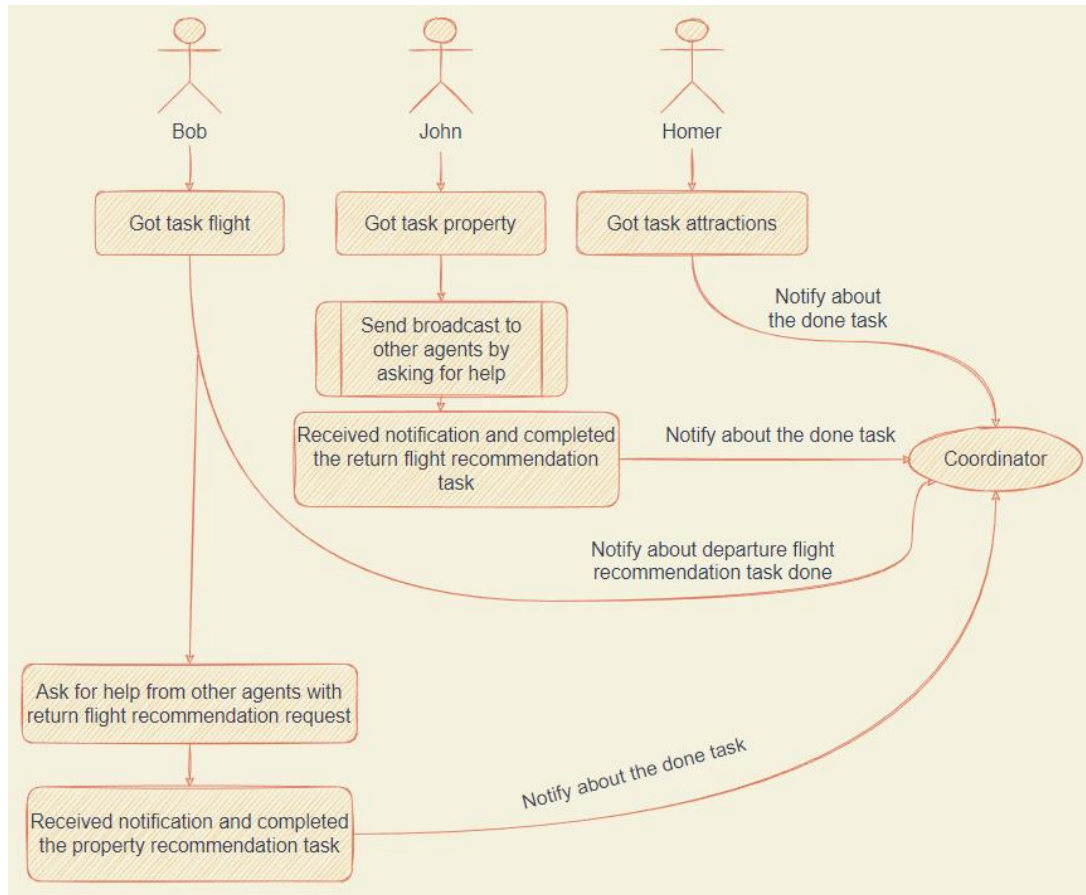 Bob
John
Homer
Got task flight
Got task property
Got task attractions
Notify about
the done task
Send broadcast to
other agents by
asking for help
Received notification and completed
the return flight recommendation
task
Notify about the done task
Coordinator
Notify about departure flight
recommendation task done
Ask for help from other agents with
return flight recommendation request
Notify about the done task
Received notification and completed
the property recommendation task